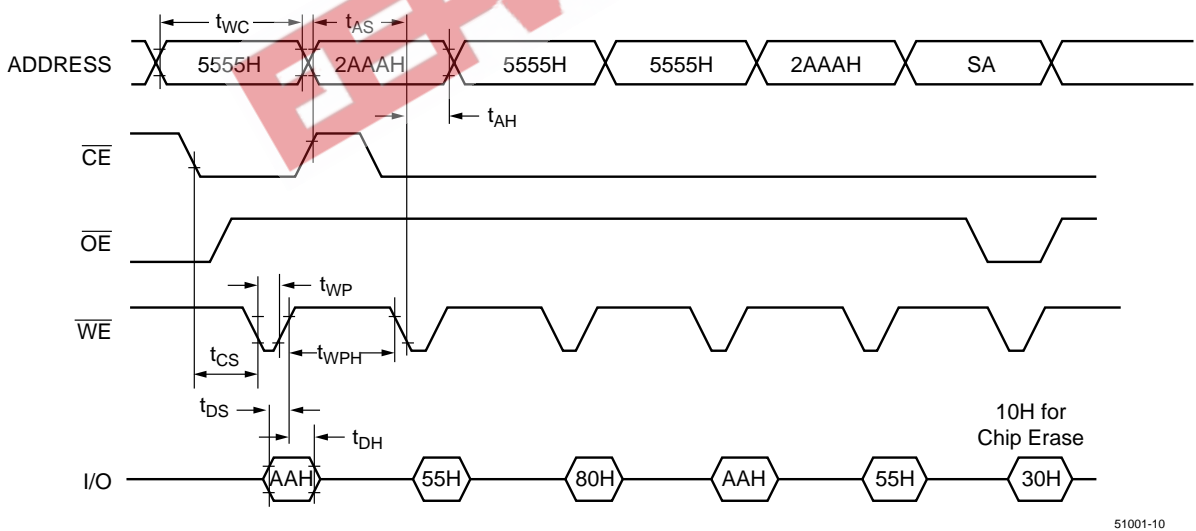 tWC tAS
ADDRESS 5555H 2AAAH 5555H 5555H 2AAAH SA
tAH
CE
OE
tWP
WE
tCS tWPH
tDS
10H for
Chip Erase
tDH
I/O AAH 55H 80H AAH 55H 30H
51001-10